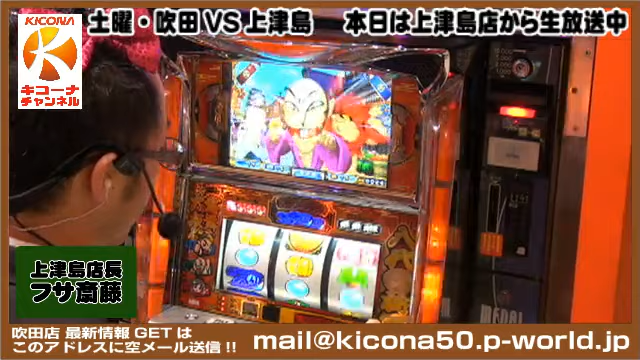 KICONA
キコーナ
チャンネル
土曜・吹田VS上津島 本日は上津島店から生放送中
上津島店長
フサ斎藤
MEDAL
吹田店 最新情報GETは
このアドレスに空メール送信!!
mail@kicona50.p-world.jp